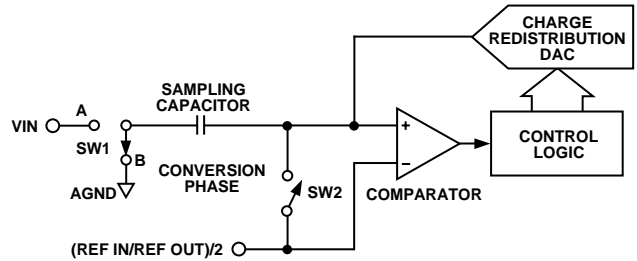 CHARGE
REDISTRIBUTION
DAC
SAMPLING
CAPACITOR
VIN
A
+
SW1
B
–
CONTROL
LOGIC
CONVERSION
PHASE
SW2
COMPARATOR
AGND
(REF IN/REF OUT)/2